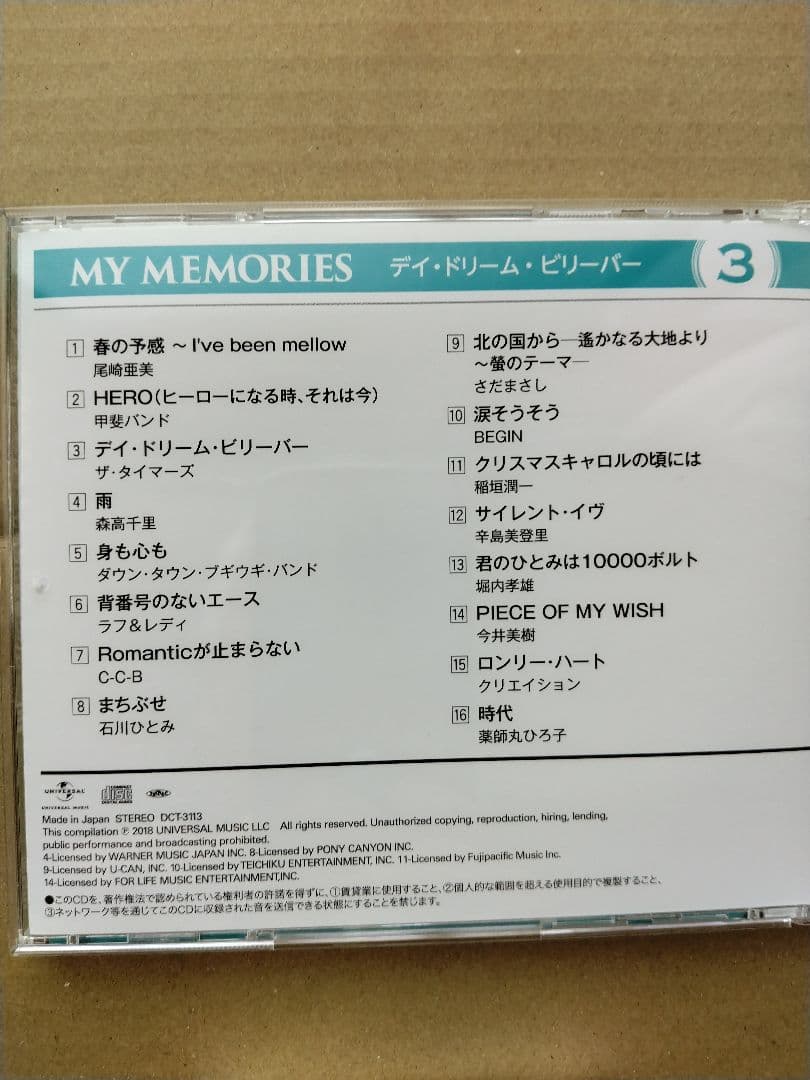 MY MEMORIES デイ・ドリーム・ビリーバー 3
1 春の予感 ～I've been mellow
尾崎亜美
2 HERO(ヒーローになる時、それは今)
甲斐バンド
3 デイ・ドリーム・ビリーバー
ザ・タイマーズ
4 雨
森高千里
5 身も心も
ダウン・タウン・ブギウギ・バンド
6 背番号のないエース
ラフ&レディ
7 Romanticが止まらない
C-C-B
8 まちぶせ
石川ひとみ
9 北の国から―遙かなる大地より
～螢のテーマ―
さだまさし
10 涙そうそう
BEGIN
11 クリスマスキャロルの頃には
稲垣潤一
12 サイレント・イヴ
辛島美登里
13 君のひとみは10000ボルト
堀内孝雄
14 PIECE OF MY WISH
今井美樹
15 ロンリー・ハート
クリエイション
16 時代
薬師丸ひろ子
UNIVERSAL
UNIVERSAL MUSIC
COMPACT
disc
DIGITAL AUDIO
Made in Japan STEREO DCT-3113
This compilation ℗ 2018 UNIVERSAL MUSIC LLC All rights reserved. Unauthorized copying, reproduction, hiring, lending,
public performance and broadcasting prohibited.
4-Licensed by WARNER MUSIC JAPAN INC. 8-Licensed by PONY CANYON INC.
9-Licensed by U-CAN, INC. 10-Licensed by TEICHIKU ENTERTAINMENT, INC. 11-Licensed by Fujipacific Music Inc.
14-Licensed by FOR LIFE MUSIC ENTERTAINMENT,INC.
●このCDを、著作権法で認められている権利者の許諾を得ずに、①賃貸業に使用すること、②個人的な範囲を超える使用目的で複製すること、
③ネットワーク等を通じてこのCDに収録された音を送信できる状態にすることを禁じます。